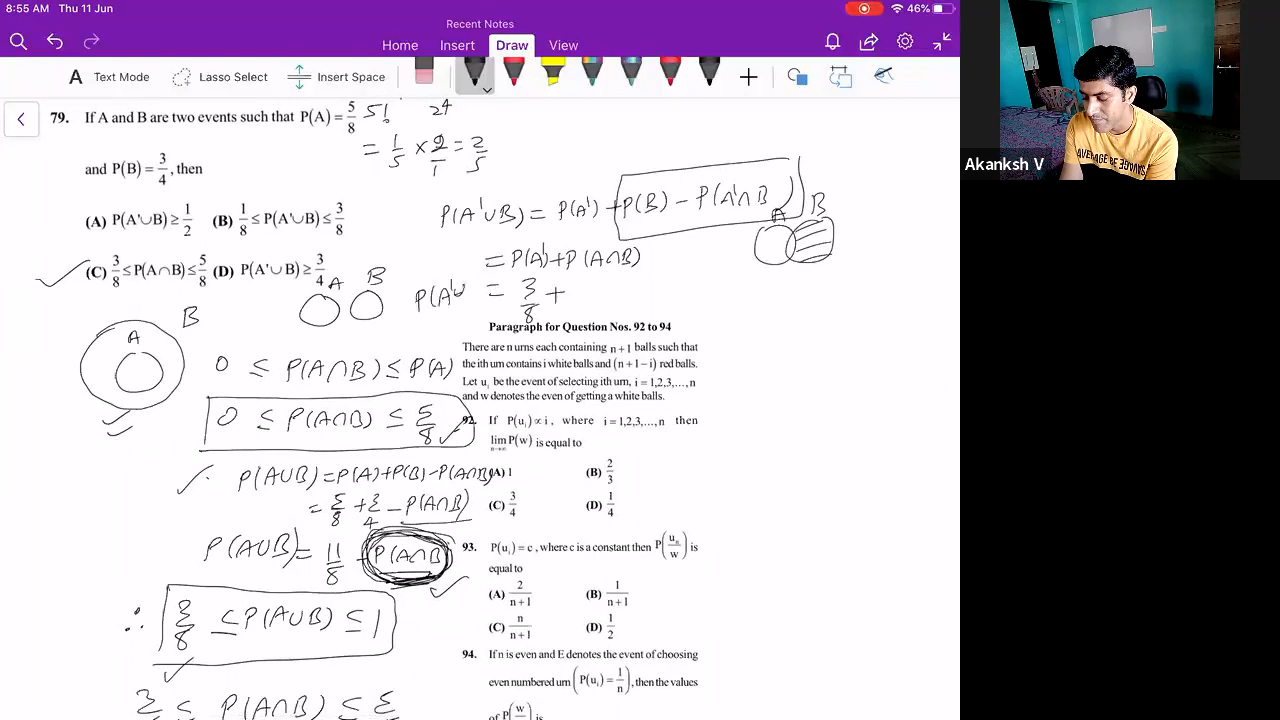 8:55 AM Thu 11 Jun
46%
Recent Notes
Home Insert Draw View
Text Mode
Lasso Select
Insert Space
79. If A and B are two events such that P(A) = 5/8
5! 24
= 1/5 × 2/1 = 2/5
and P(B) = 3/4, then
(A) P(A'∪B) ≥ 1/2 (B) 1/8 ≤ P(A'∪B) ≤ 3/8
(C) 3/8 ≤ P(A∩B) ≤ 5/8 (D) P(A'∪B) ≥ 3/4
P(A'∪B) = P(A') + P(B) - P(A'∩B)
A B
= P(A') + P(A∩B)
P(A'∪ = 3/8 +
A B
A B
0 ≤ P(A∩B) ≤ P(A)
0 ≤ P(A∩B) ≤ 5/8
P(A∪B) = P(A) + P(B) - P(A∩B)
= 5/8 + 3/4 - P(A∩B)
P(A∪B) = 11/8 - P(A∩B
∴ 3/8 ≤ P(A∪B) ≤ 1
≤ P(A∩B) ≤
Paragraph for Question Nos. 92 to 94
There are n urns each containing n+1 balls such that
the ith urn contains i white balls and (n+1−i) red balls.
Let uᵢ be the event of selecting ith urn, i = 1,2,3,...,n
and w denotes the even of getting a white balls.
92. If P(uᵢ) ∝ i, where i = 1,2,3,...,n then
lim n→∞ P(w) is equal to
(A) 1 (B) 2/3
(C) 3/4 (D) 1/4
93. P(uᵢ) = c, where c is a constant then P(uₙ/w) is
equal to
(A) 2/n+1 (B) 1/n+1
(C) n/n+1 (D) 1/2
94. If n is even and E denotes the event of choosing
even numbered urn (P(uᵢ) = 1/n), then the values
of P(w is
Akanksh V